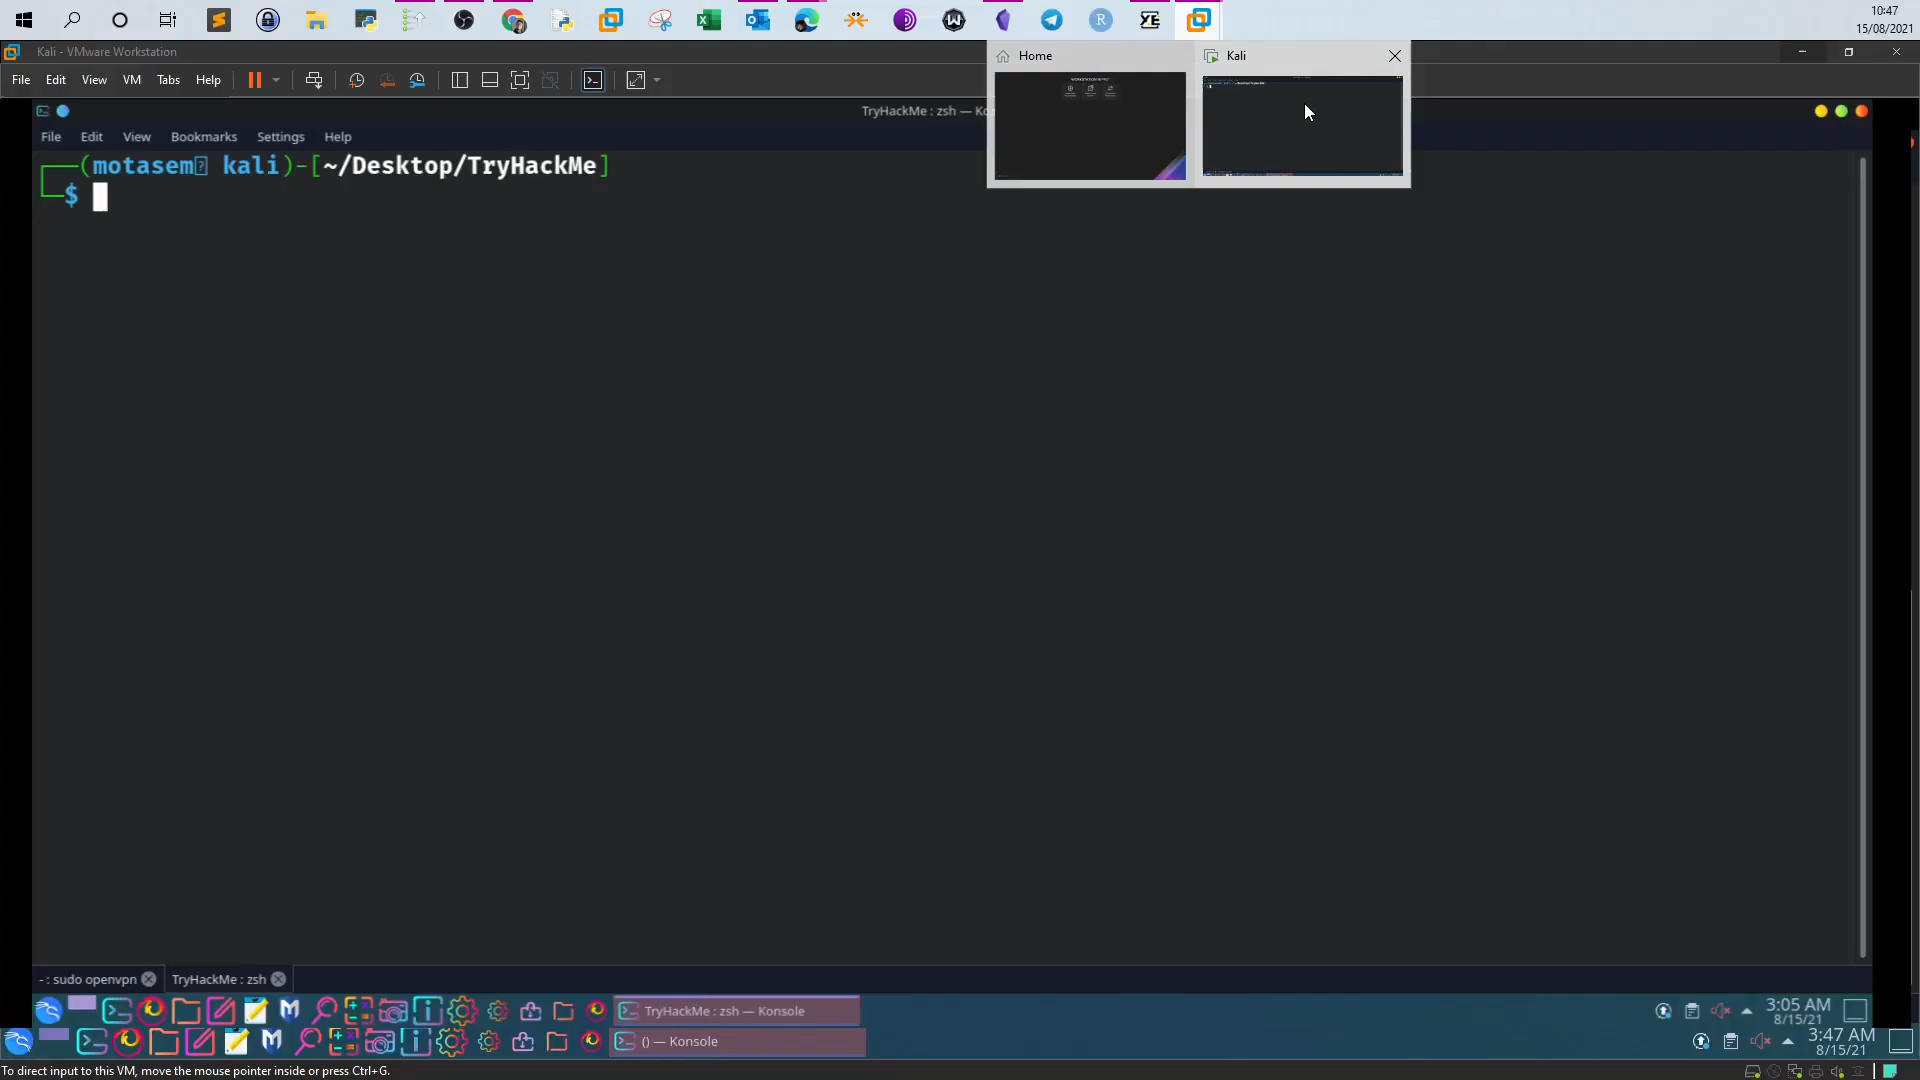 10:47
15/08/2021
Kali - VMware Workstation
Home
Kali
File Edit View VM Tabs Help
TryHackMe : zsh — Ko
File Edit View Bookmarks Settings Help
┌──(motasem kali)-[~/Desktop/TryHackMe]
└─$
- : sudo openvpn
TryHackMe : zsh
TryHackMe : zsh — Konsole
3:05 AM
8/15/21
() — Konsole
3:47 AM
8/15/21
To direct input to this VM, move the mouse pointer inside or press Ctrl+G.